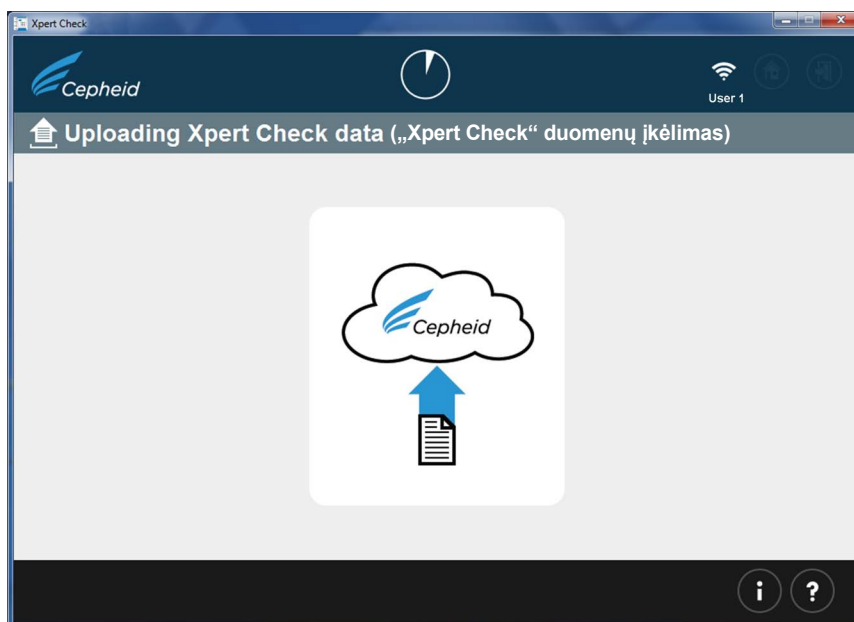 Xpert Check
Cepheid
User 1
Uploading Xpert Check data („Xpert Check“ duomenų įkėlimas)
Cepheid
i ?